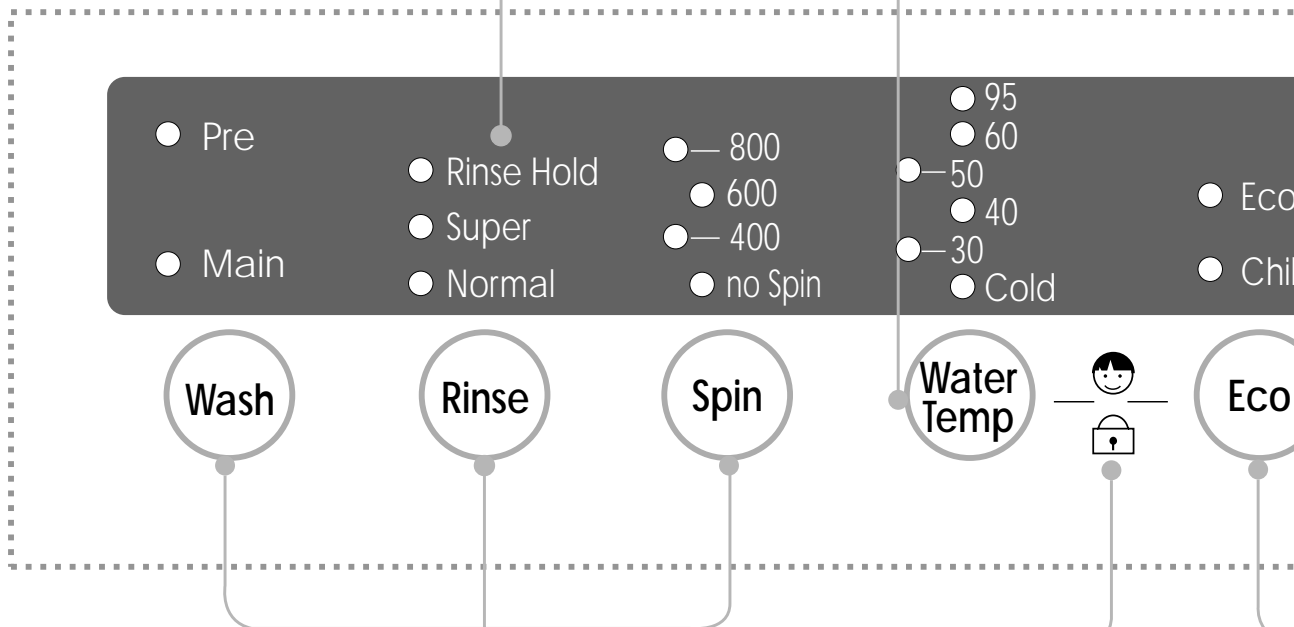 Pre
Main
Rinse Hold
Super
Normal
800
600
400
no Spin
95
60
50
40
30
Cold
Eco
Wash
Rinse
Spin
Water
Temp
Eco